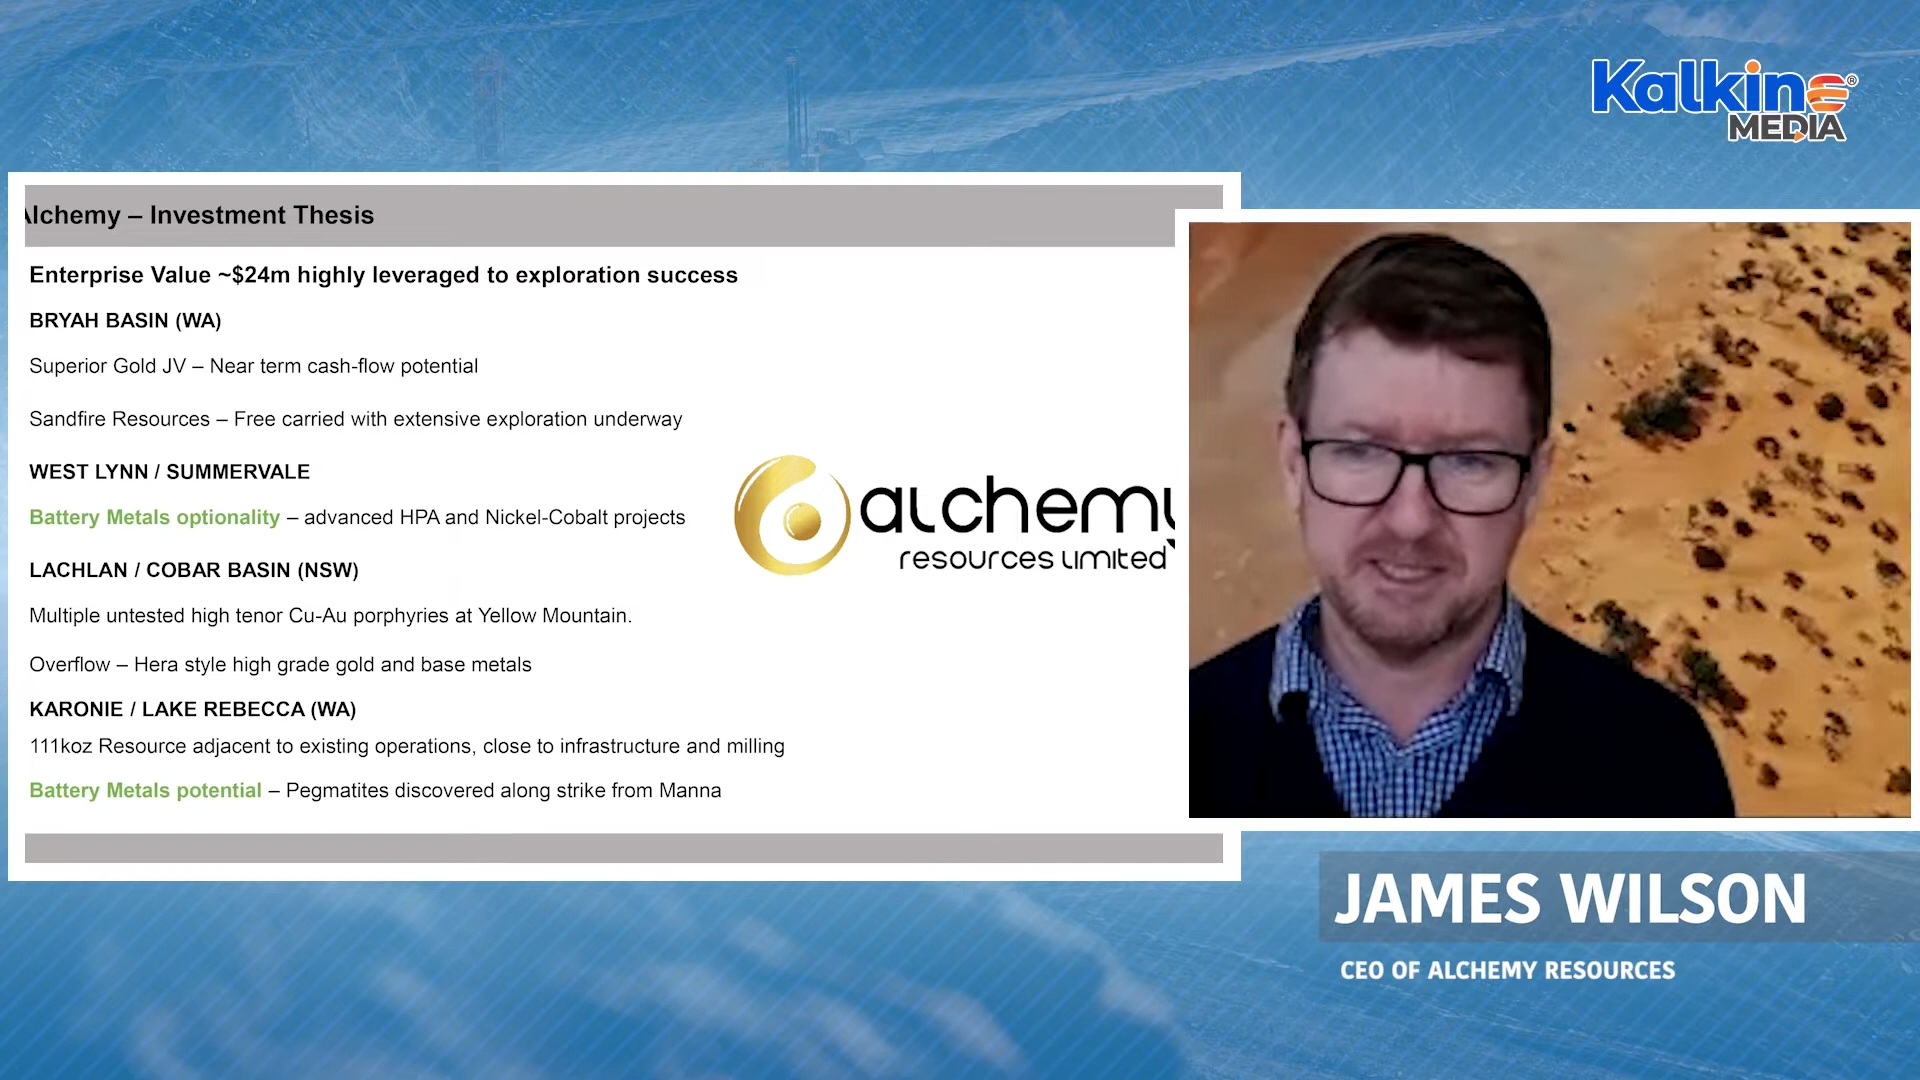 Kalkine®
MEDIA
Alchemy – Investment Thesis
Enterprise Value ~$24m highly leveraged to exploration success
BRYAH BASIN (WA)
Superior Gold JV – Near term cash-flow potential
Sandfire Resources – Free carried with extensive exploration underway
WEST LYNN / SUMMERVALE
Battery Metals optionality – advanced HPA and Nickel-Cobalt projects
LACHLAN / COBAR BASIN (NSW)
Multiple untested high tenor Cu-Au porphyries at Yellow Mountain.
Overflow – Hera style high grade gold and base metals
KARONIE / LAKE REBECCA (WA)
111koz Resource adjacent to existing operations, close to infrastructure and milling
Battery Metals potential – Pegmatites discovered along strike from Manna
alchemy
resources limited
JAMES WILSON
CEO OF ALCHEMY RESOURCES